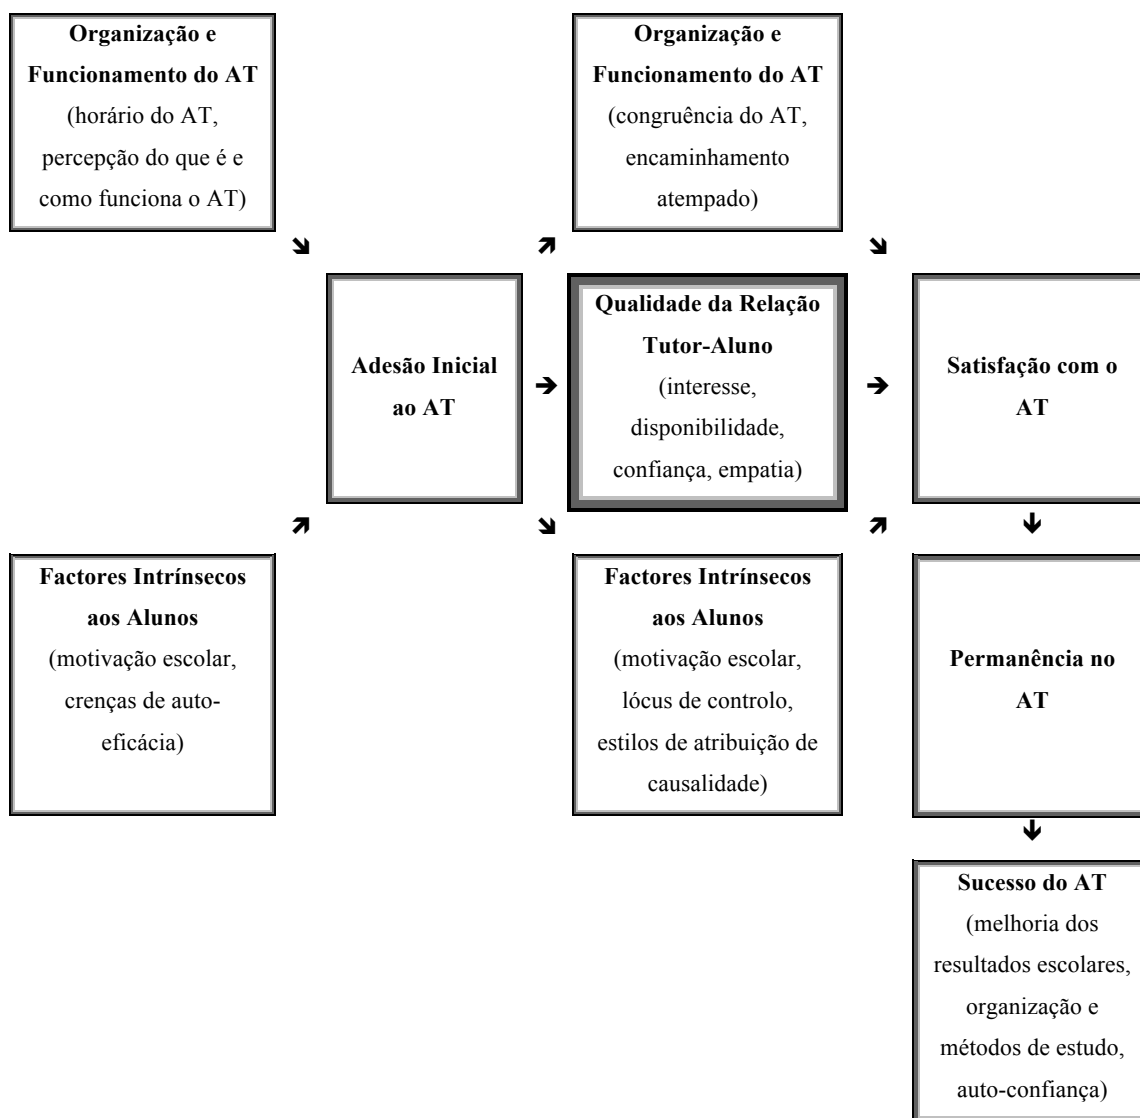 Organização e
Funcionamento do AT
(horário do AT,
percepção do que é e
como funciona o AT)
Organização e
Funcionamento do AT
(congruência do AT,
encaminhamento
atempado)
Adesão Inicial
ao AT
Qualidade da Relação
Tutor-Aluno
(interesse,
disponibilidade,
confiança, empatia)
Satisfação com o
AT
Factores Intrínsecos
aos Alunos
(motivação escolar,
crenças de auto-
eficácia)
Factores Intrínsecos
aos Alunos
(motivação escolar,
lócus de controlo,
estilos de atribuição de
causalidade)
Permanência no
AT
Sucesso do AT
(melhoria dos
resultados escolares,
organização e
métodos de estudo,
auto-confiança)